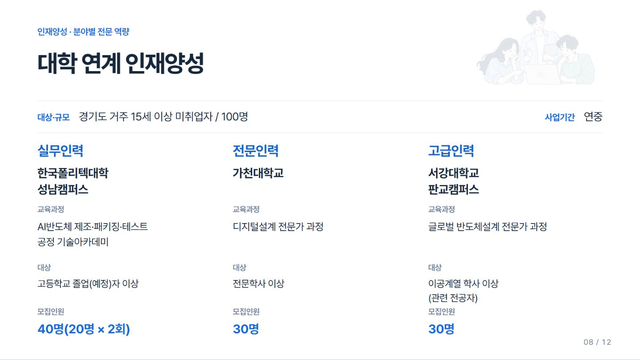 인재양성 · 분야별 전문 역량
대학 연계 인재양성
대상·규모 경기도 거주 15세 이상 미취업자 / 100명
사업기간 연중
실무인력
한국폴리텍대학
성남캠퍼스
교육과정
AI반도체 제조·패키징·테스트
공정 기술아카데미
대상
고등학교 졸업(예정)자 이상
모집인원
40명(20명 × 2회)
전문인력
가천대학교
교육과정
디지털설계 전문가 과정
대상
전문학사 이상
모집인원
30명
고급인력
서강대학교
판교캠퍼스
교육과정
글로벌 반도체설계 전문가 과정
대상
이공계열 학사 이상
(관련 전공자)
모집인원
30명
08 / 12